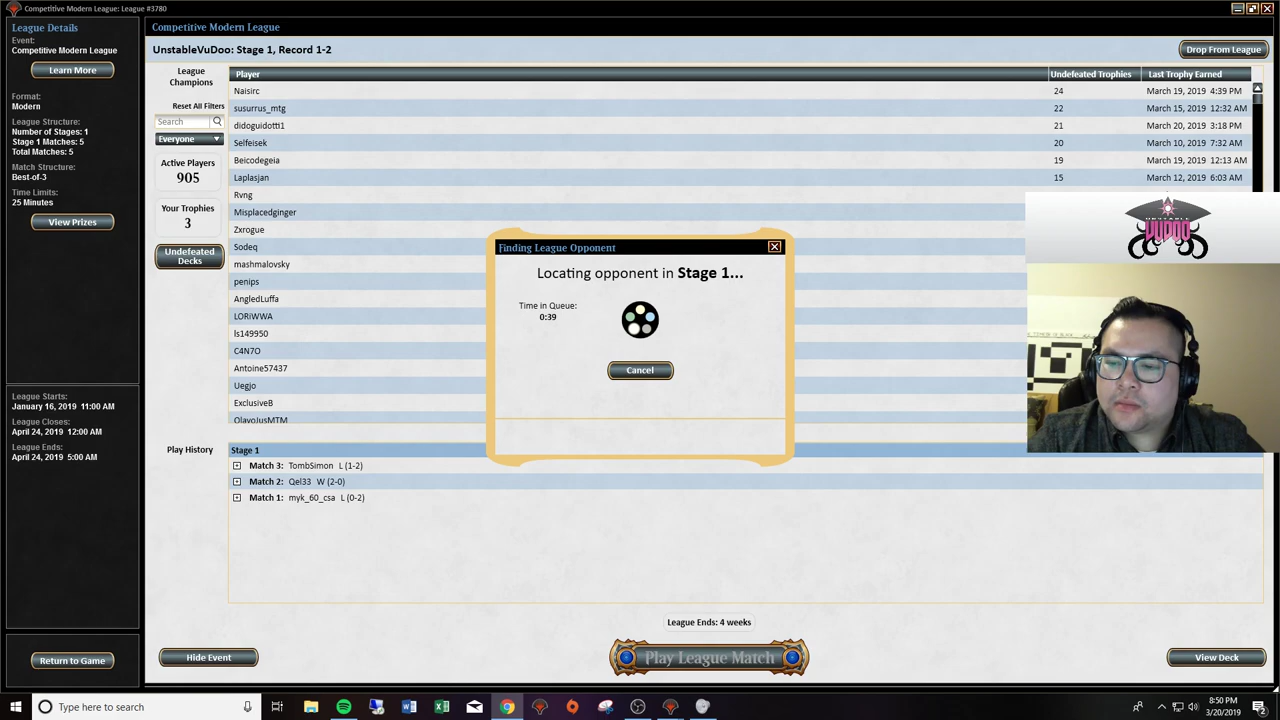 Competitive Modern League: League #3780
League Details
Event:
Competitive Modern League
Learn More
Format:
Modern
League Structure:
Number of Stages: 1
Stage 1 Matches: 5
Total Matches: 5
Match Structure:
Best-of-3
Time Limits:
25 Minutes
View Prizes
League Starts:
January 16, 2019 11:00 AM
League Closes:
April 24, 2019 12:00 AM
League Ends:
April 24, 2019 5:00 AM
Return to Game
Competitive Modern League
UnstableVuDoo: Stage 1, Record 1-2
Drop From League
League
Champions
Reset All Filters
Search
Everyone
Active Players
905
Your Trophies
3
Undefeated
Decks
Player Undefeated Trophies Last Trophy Earned
Naisirc 24 March 19, 2019 4:39 PM
susurrus_mtg 22 March 15, 2019 12:32 AM
didoguidotti1 21 March 20, 2019 3:18 PM
Selfeisek 20 March 10, 2019 7:32 AM
Beicodegeia 19 March 19, 2019 12:13 AM
Laplasjan 15 March 12, 2019 6:03 AM
Rvng
Misplacedginger
Zxrogue
Sodeq
mashmalovsky
penips
AngledLuffa
LORiWWA
ls149950
C4N7O
Antoine57437
Uegjo
ExclusiveB
OlavoJusMTM
Finding League Opponent
Locating opponent in Stage 1...
Time in Queue:
0:39
Cancel
UNSTABLE
VUDOO
Play History
Stage 1
Match 3: TombSimon L (1-2)
Match 2: Qel33 W (2-0)
Match 1: myk_60_csa L (0-2)
League Ends: 4 weeks
Hide Event
Play League Match
View Deck
Type here to search
8:50 PM
3/20/2019
2